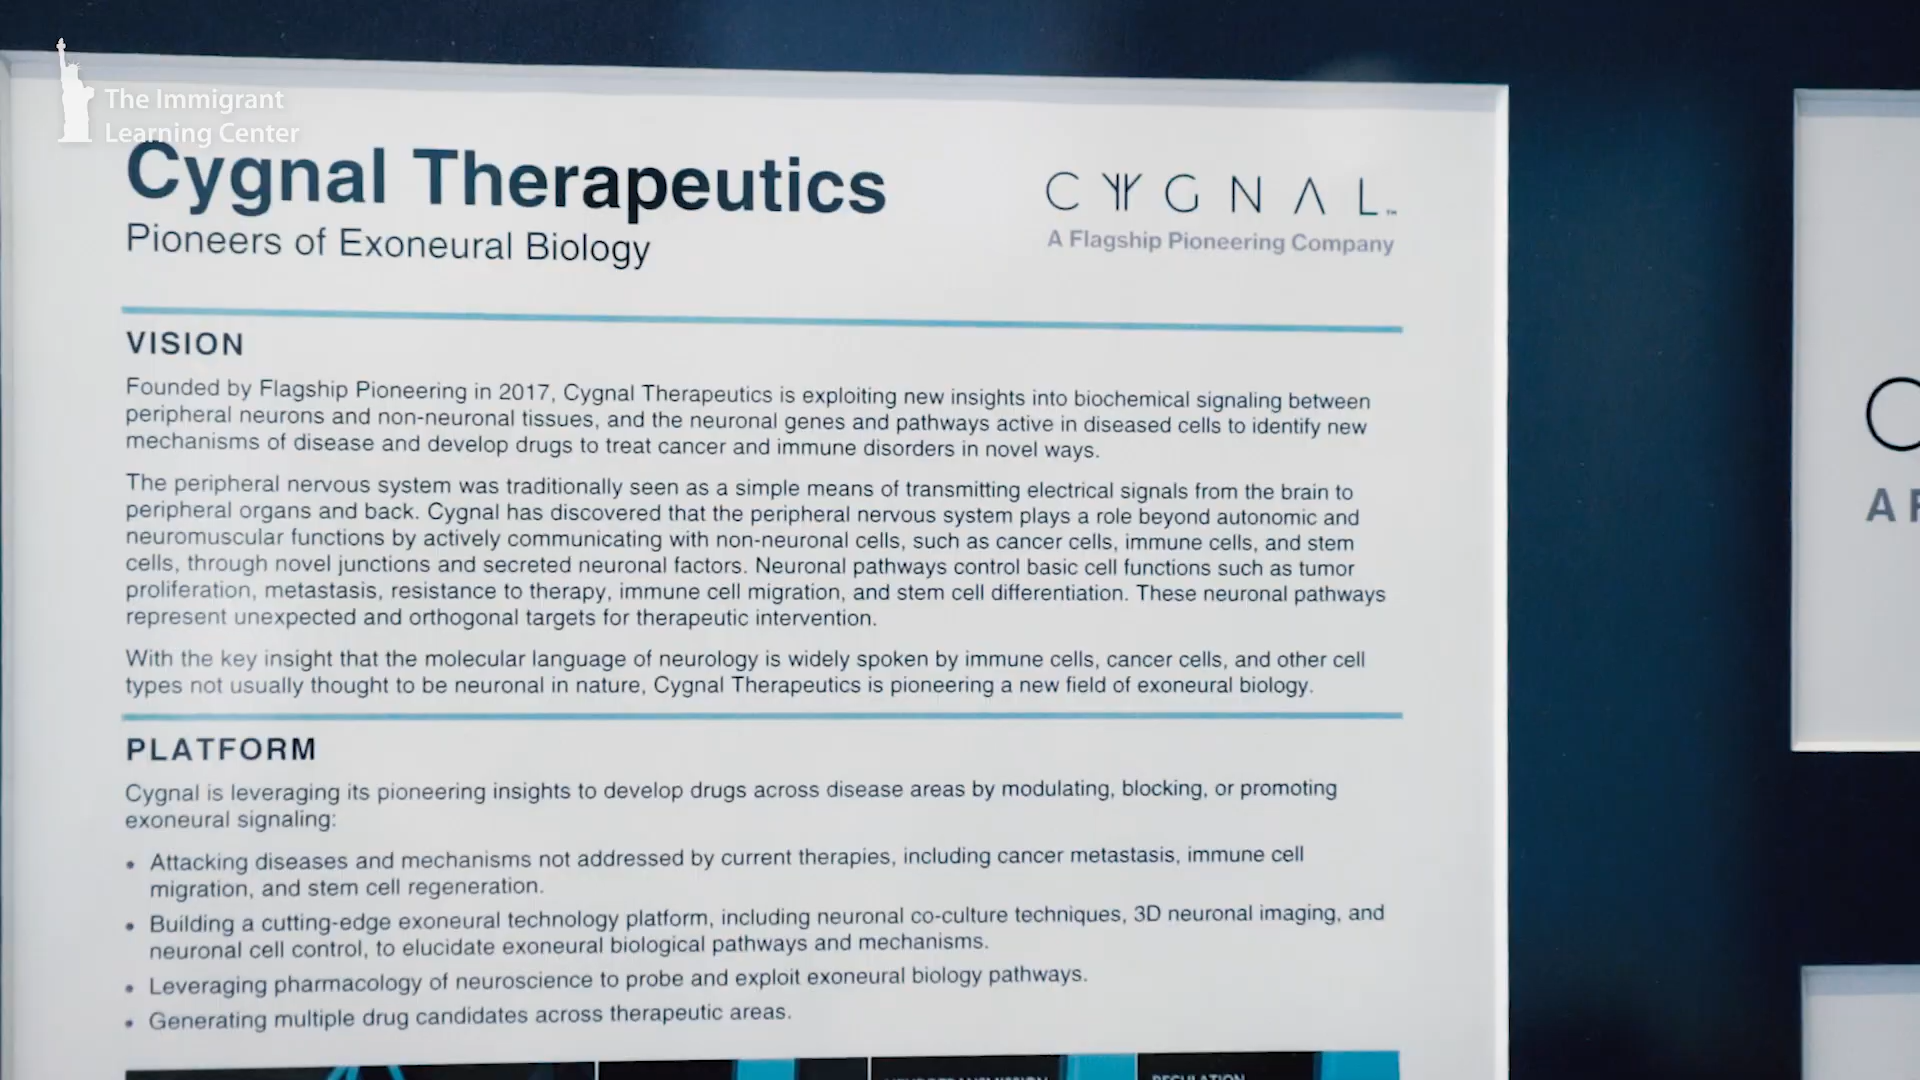 The Immigrant
Learning Center
Cygnal Therapeutics
Pioneers of Exoneural Biology
CYGNAL™
A Flagship Pioneering Company
VISION
Founded by Flagship Pioneering in 2017, Cygnal Therapeutics is exploiting new insights into biochemical signaling between
peripheral neurons and non-neuronal tissues, and the neuronal genes and pathways active in diseased cells to identify new
mechanisms of disease and develop drugs to treat cancer and immune disorders in novel ways.
The peripheral nervous system was traditionally seen as a simple means of transmitting electrical signals from the brain to
peripheral organs and back. Cygnal has discovered that the peripheral nervous system plays a role beyond autonomic and
neuromuscular functions by actively communicating with non-neuronal cells, such as cancer cells, immune cells, and stem
cells, through novel junctions and secreted neuronal factors. Neuronal pathways control basic cell functions such as tumor
proliferation, metastasis, resistance to therapy, immune cell migration, and stem cell differentiation. These neuronal pathways
represent unexpected and orthogonal targets for therapeutic intervention.
With the key insight that the molecular language of neurology is widely spoken by immune cells, cancer cells, and other cell
types not usually thought to be neuronal in nature, Cygnal Therapeutics is pioneering a new field of exoneural biology.
PLATFORM
Cygnal is leveraging its pioneering insights to develop drugs across disease areas by modulating, blocking, or promoting
exoneural signaling:
• Attacking diseases and mechanisms not addressed by current therapies, including cancer metastasis, immune cell
migration, and stem cell regeneration.
• Building a cutting-edge exoneural technology platform, including neuronal co-culture techniques, 3D neuronal imaging, and
neuronal cell control, to elucidate exoneural biological pathways and mechanisms.
• Leveraging pharmacology of neuroscience to probe and exploit exoneural biology pathways.
• Generating multiple drug candidates across therapeutic areas.
A